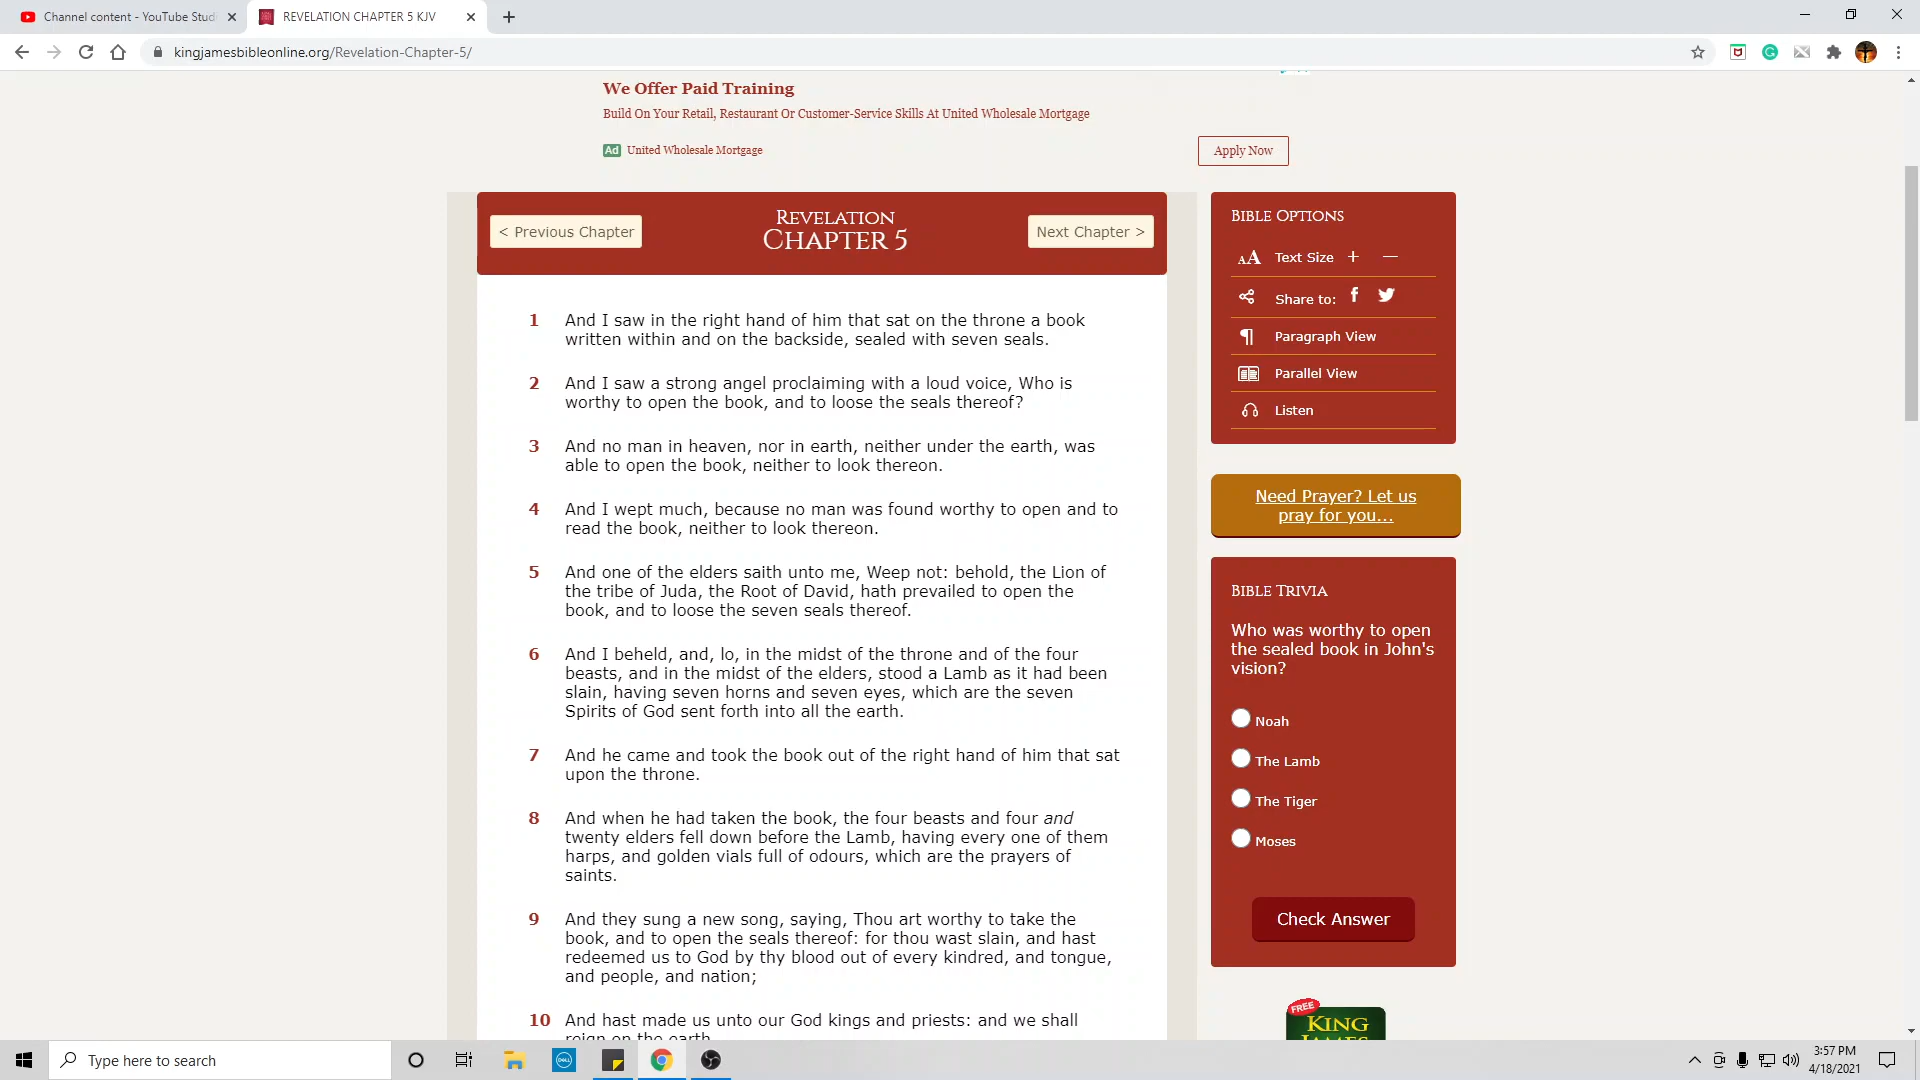 Channel content - YouTube Studi
REVELATION CHAPTER 5 KJV
kingjamesbibleonline.org/Revelation-Chapter-5/
We Offer Paid Training
Build On Your Retail, Restaurant Or Customer-Service Skills At United Wholesale Mortgage
Ad United Wholesale Mortgage
Apply Now
< Previous Chapter
REVELATION
CHAPTER 5
Next Chapter >
1 And I saw in the right hand of him that sat on the throne a book
written within and on the backside, sealed with seven seals.
2 And I saw a strong angel proclaiming with a loud voice, Who is
worthy to open the book, and to loose the seals thereof?
3 And no man in heaven, nor in earth, neither under the earth, was
able to open the book, neither to look thereon.
4 And I wept much, because no man was found worthy to open and to
read the book, neither to look thereon.
5 And one of the elders saith unto me, Weep not: behold, the Lion of
the tribe of Juda, the Root of David, hath prevailed to open the
book, and to loose the seven seals thereof.
6 And I beheld, and, lo, in the midst of the throne and of the four
beasts, and in the midst of the elders, stood a Lamb as it had been
slain, having seven horns and seven eyes, which are the seven
Spirits of God sent forth into all the earth.
7 And he came and took the book out of the right hand of him that sat
upon the throne.
8 And when he had taken the book, the four beasts and four and
twenty elders fell down before the Lamb, having every one of them
harps, and golden vials full of odours, which are the prayers of
saints.
9 And they sung a new song, saying, Thou art worthy to take the
book, and to open the seals thereof: for thou wast slain, and hast
redeemed us to God by thy blood out of every kindred, and tongue,
and people, and nation;
10 And hast made us unto our God kings and priests: and we shall
reign on the earth.
BIBLE OPTIONS
AA Text Size + —
Share to:
Paragraph View
Parallel View
Listen
Need Prayer? Let us
pray for you...
BIBLE TRIVIA
Who was worthy to open
the sealed book in John's
vision?
Noah
The Lamb
The Tiger
Moses
Check Answer
FREE
KING
JAMES
Type here to search
DELL
3:57 PM
4/18/2021